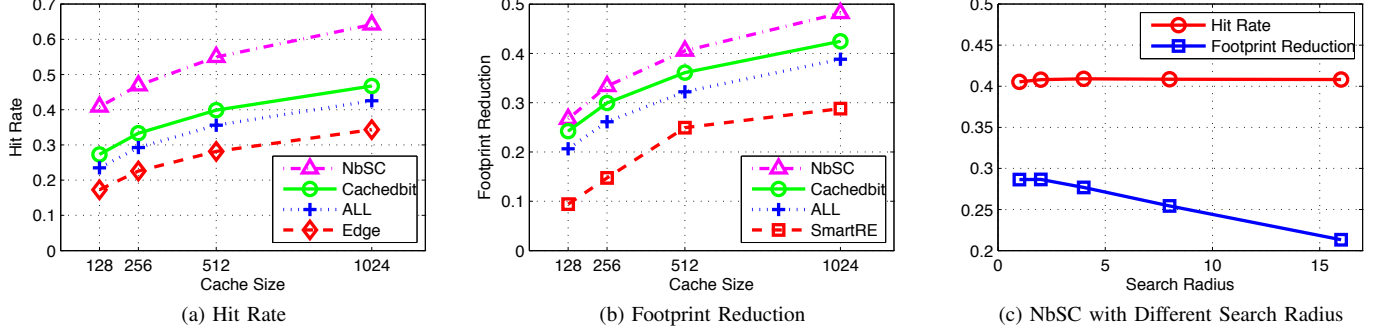 0.7
0.6
0.5
0.4
0.3
0.2
0.1
0
Hit Rate
128 256 512 1024
Cache Size
NbSC
Cachedbit
ALL
Edge
(a) Hit Rate
0.5
0.4
0.3
0.2
0.1
0
Footprint Reduction
128 256 512 1024
Cache Size
NbSC
Cachedbit
ALL
SmartRE
(b) Footprint Reduction
0.5
0.45
0.4
0.35
0.3
0.25
0.2
0 5 10 15
Search Radius
Hit Rate
Footprint Reduction
(c) NbSC with Different Search Radius